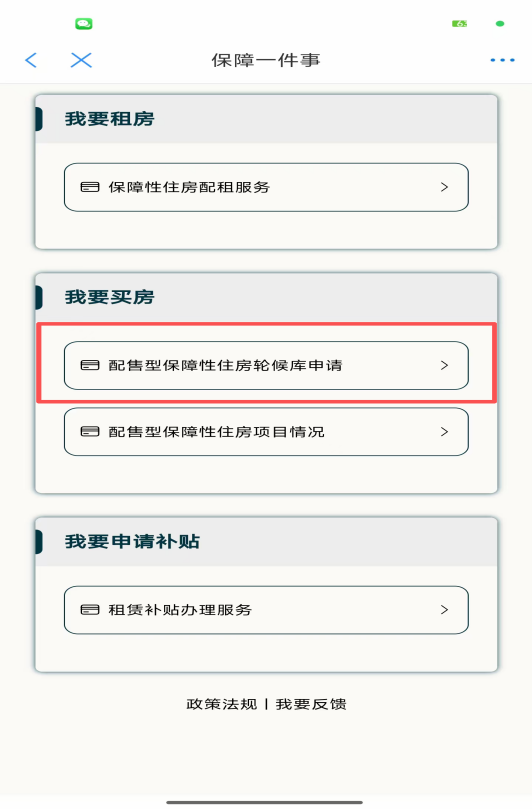 保障一件事
我要租房
保障性住房配租服务
我要买房
配售型保障性住房轮候库申请
配售型保障性住房项目情况
我要申请补贴
租赁补贴办理服务
政策法规 | 我要反馈